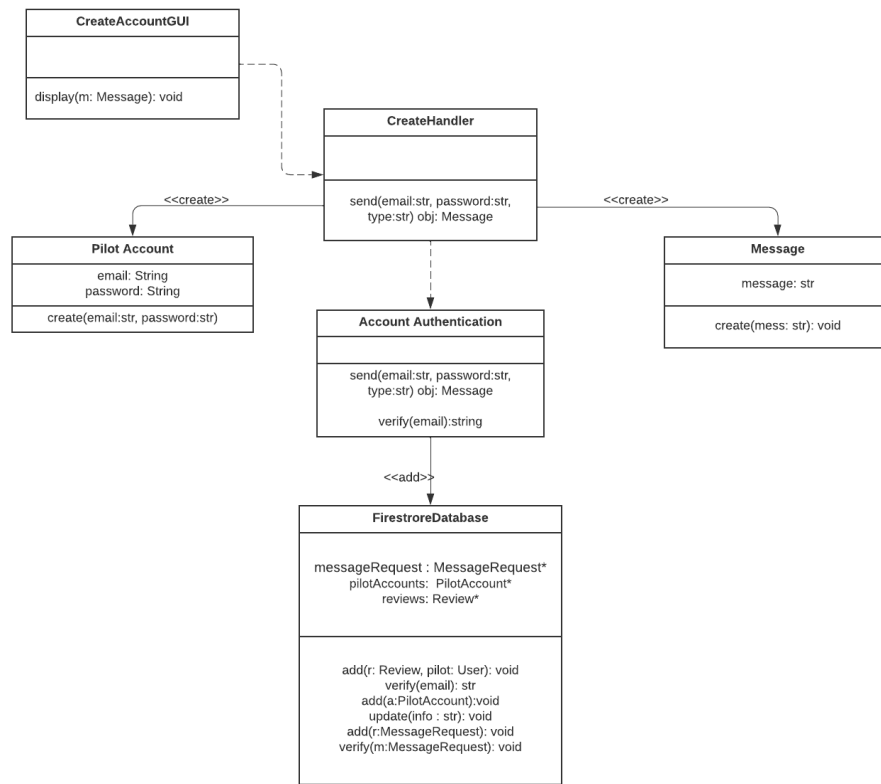 CreateAccountGUI
display(m: Message): void
CreateHandler
send(email:str, password:str,
type:str) obj: Message
<<create>>
<<create>>
Pilot Account
email: String
password: String
create(email:str, password:str)
Message
message: str
create(mess: str): void
Account Authentication
send(email:str, password:str,
type:str) obj: Message
verify(email):string
<<add>>
FirestroreDatabase
messageRequest : MessageRequest*
pilotAccounts: PilotAccount*
reviews: Review*
add(r: Review, pilot: User): void
verify(email): str
add(a:PilotAccount):void
update(info : str): void
add(r:MessageRequest): void
verify(m:MessageRequest): void